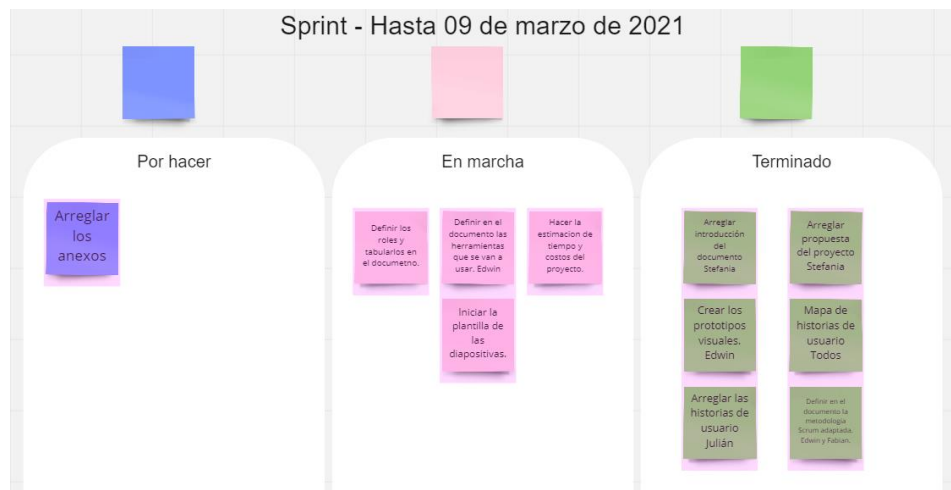 Sprint - Hasta 09 de marzo de 2021
Por hacer
En marcha
Terminado
Arreglar
los
anexos
Definir los
roles y
tabularlos en
el documetno.
Definir en el
documento las
herramientas
que se van a
usar. Edwin
Hacer la
estimacion de
tiempo y
costos del
proyecto.
Iniciar la
plantilla de
las
diapositivas.
Arreglar
introducción
del
documento
Stefania
Arreglar
propuesta
del proyecto
Stefania
Crear los
prototipos
visuales.
Edwin
Mapa de
historias de
usuario
Todos
Arreglar las
historias de
usuario
Julián
Definir en el
documento la
metodologia
Scrum adaptada.
Edwin y Fabian.